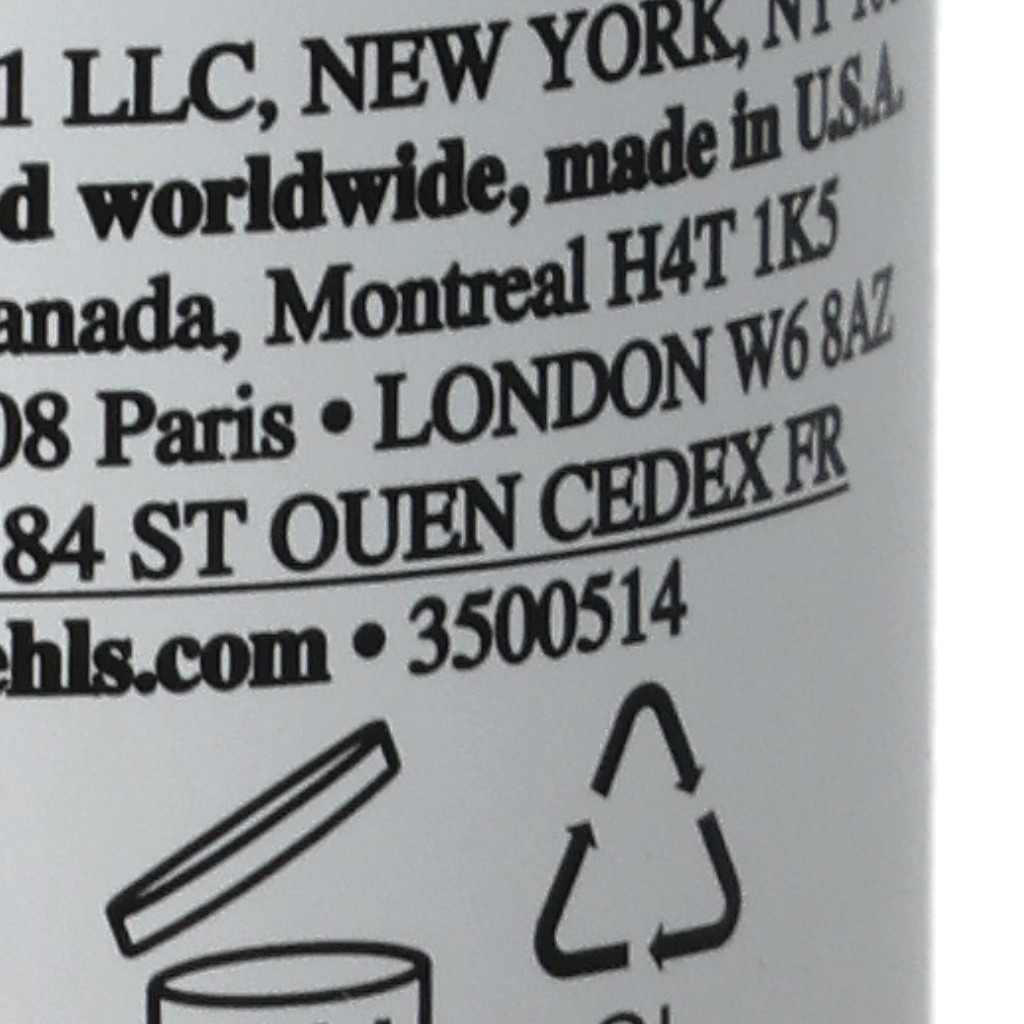 1 LLC, NEW YORK, NY
d worldwide, made in U.S.A.
anada, Montreal H4T 1K5
08 Paris • LONDON W6 8AZ
84 ST OUEN CEDEX FR
ehls.com • 3500514